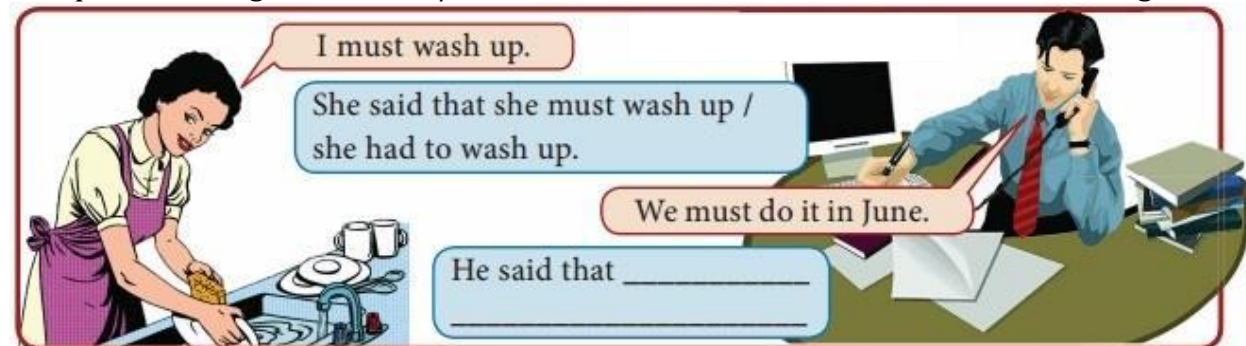 I must wash up.
She said that she must wash up /
she had to wash up.
We must do it in June.
He said that ___________
_____________________